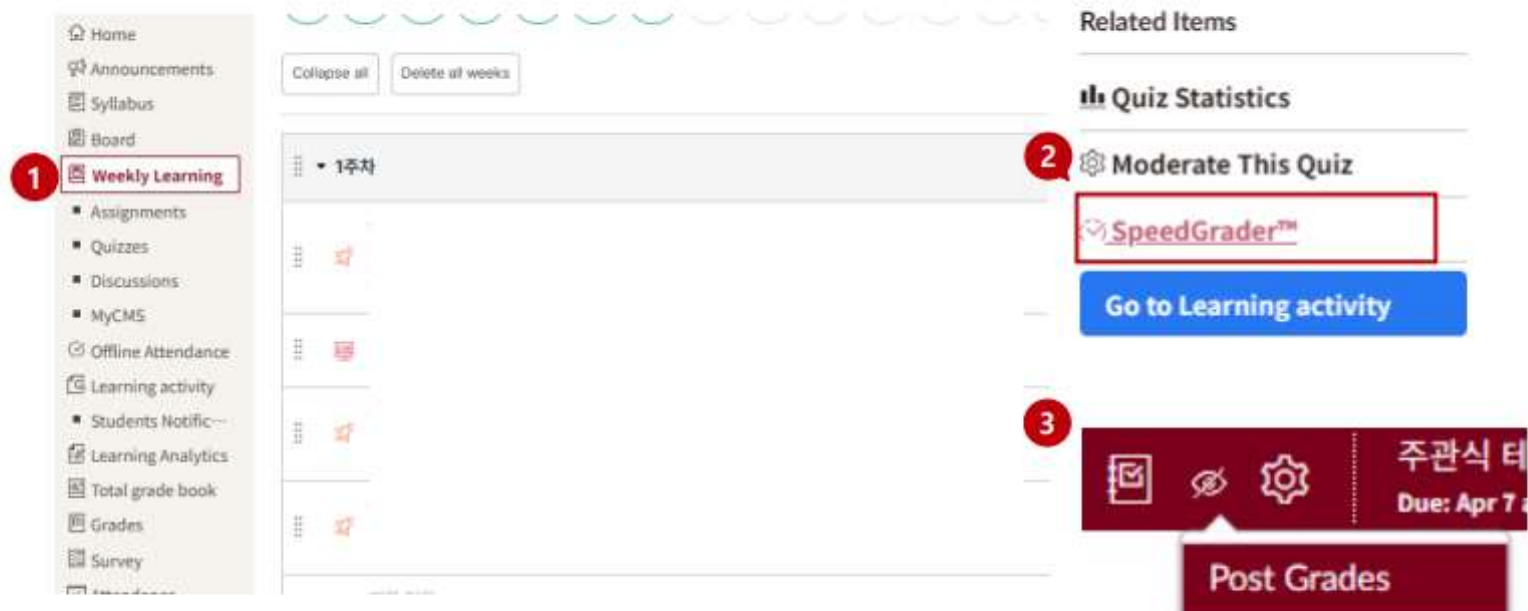 Home
Announcements
Syllabus
Board
1
Weekly Learning
Assignments
Quizzes
Discussions
MyCMS
Offline Attendance
Learning activity
Students Notific…
Learning Analytics
Total grade book
Grades
Survey
Collapse all
Delete all weeks
1주차
Related Items
Quiz Statistics
2
Moderate This Quiz
SpeedGrader™
Go to Learning activity
3
주관식 테
Due: Apr 7 a
Post Grades